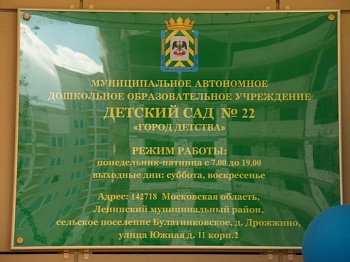 МУНИЦИПАЛЬНОЕ АВТОНОМНОЕ
ДОШКОЛЬНОЕ ОБРАЗОВАТЕЛЬНОЕ УЧРЕЖДЕНИЕ
ДЕТСКИЙ САД № 22
«ГОРОД ДЕТСТВА»
РЕЖИМ РАБОТЫ:
понедельник-пятница с 7.00 до 19.00
выходные дни: суббота, воскресенье
Адрес: 142718 Московская область,
Ленинский муниципальный район,
сельское поселение Булатниковское, д. Дрожжино,
улица Южная д. 11 корп.2